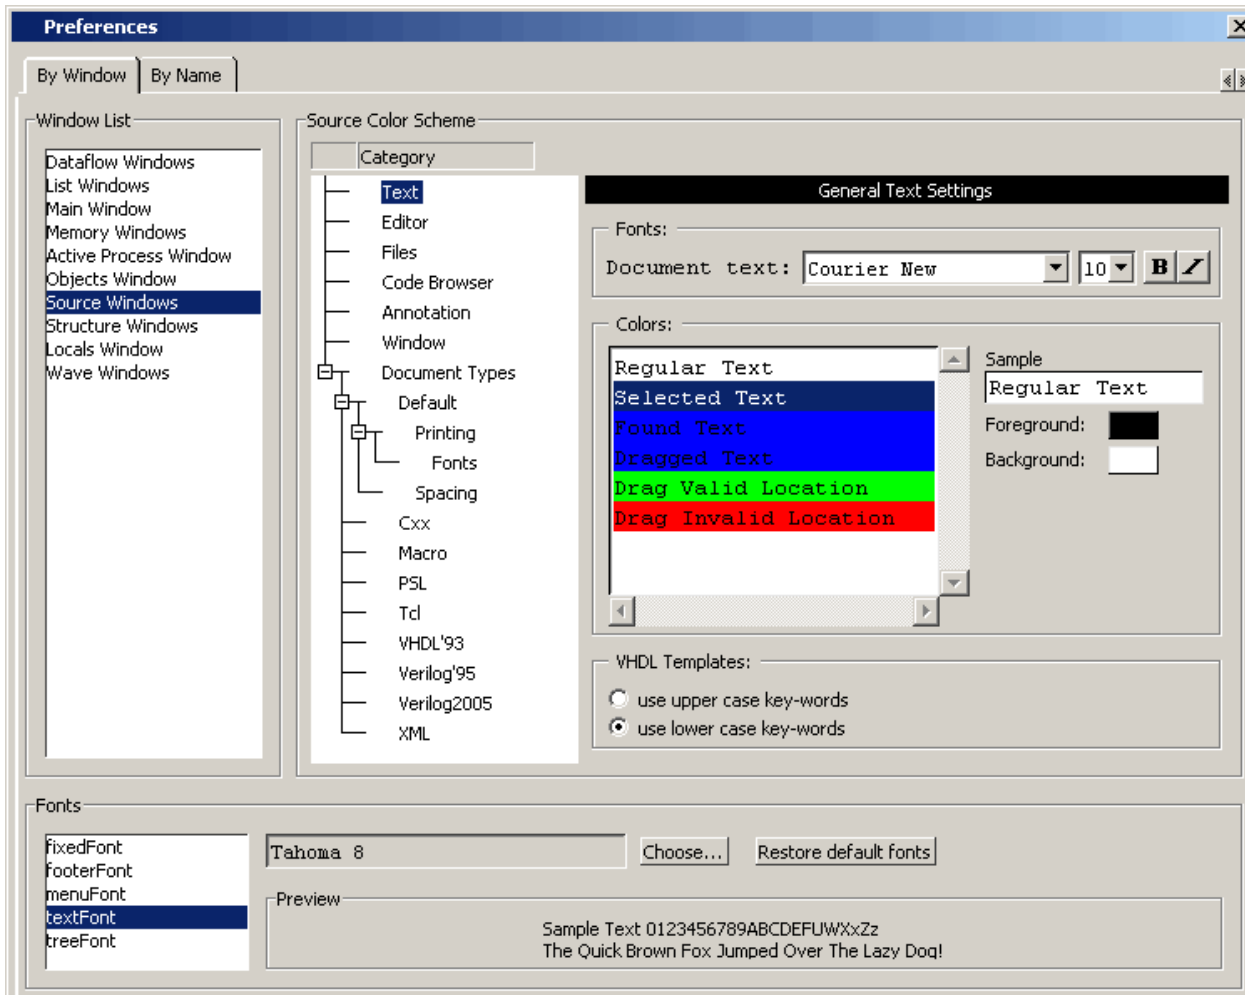 Preferences
By Window
By Name
Window List
Dataflow Windows
List Windows
Main Window
Memory Windows
Active Process Window
Objects Window
Source Windows
Structure Windows
Locals Window
Wave Windows
Source Color Scheme
Category
Text
Editor
Files
Code Browser
Annotation
Window
Document Types
Default
Printing
Fonts
Spacing
Cxx
Macro
PSL
Tcl
VHDL'93
Verilog'95
Verilog2005
XML
General Text Settings
Fonts:
Document text: Courier New 10 B I
Colors:
Regular Text
Selected Text
Found Text
Dragged Text
Drag Valid Location
Drag Invalid Location
Sample
Regular Text
Foreground:
Background:
VHDL Templates:
use upper case key-words
use lower case key-words
Fonts
fixedFont
footerFont
menuFont
textFont
treeFont
Tahoma 8
Choose...
Restore default fonts
Preview
Sample Text 0123456789ABCDEFUWXxZz
The Quick Brown Fox Jumped Over The Lazy Dog!